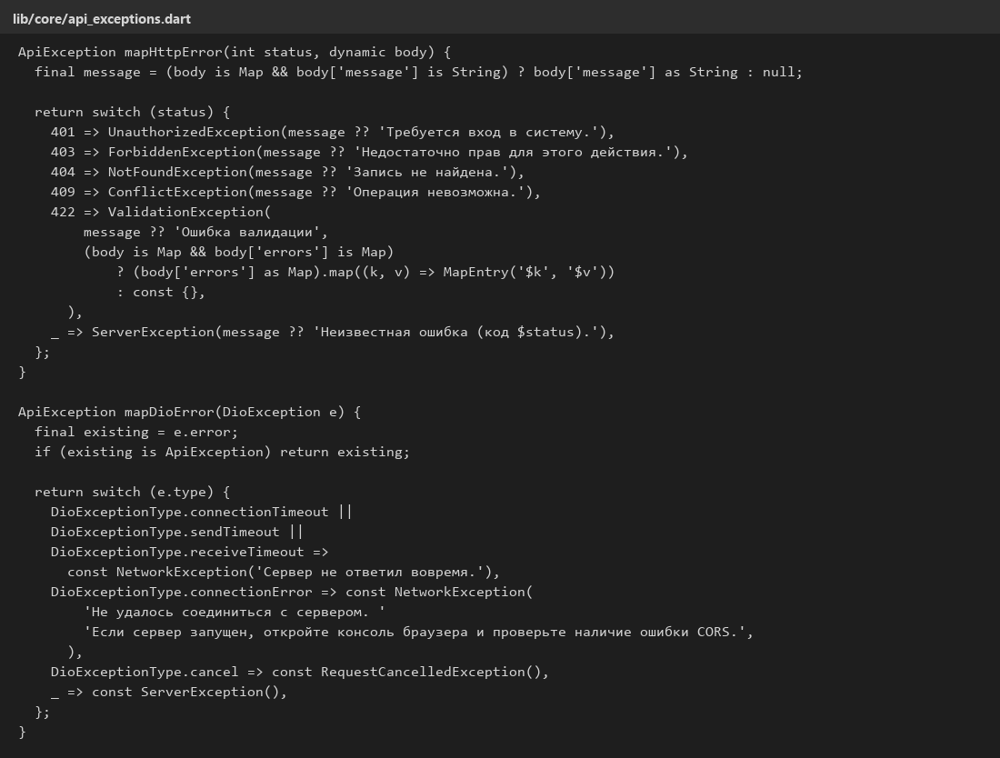 lib/core/api_exceptions.dart
ApiException mapHttpError(int status, dynamic body) {
  final message = (body is Map && body['message'] is String) ? body['message'] as String : null;

  return switch (status) {
    401 => UnauthorizedException(message ?? 'Требуется вход в систему.'),
    403 => ForbiddenException(message ?? 'Недостаточно прав для этого действия.'),
    404 => NotFoundException(message ?? 'Запись не найдена.'),
    409 => ConflictException(message ?? 'Операция невозможна.'),
    422 => ValidationException(
        message ?? 'Ошибка валидации',
        (body is Map && body['errors'] is Map)
            ? (body['errors'] as Map).map((k, v) => MapEntry('$k', '$v'))
            : const {},
      ),
    _ => ServerException(message ?? 'Неизвестная ошибка (код $status).'),
  };
}

ApiException mapDioError(DioException e) {
  final existing = e.error;
  if (existing is ApiException) return existing;

  return switch (e.type) {
    DioExceptionType.connectionTimeout ||
    DioExceptionType.sendTimeout ||
    DioExceptionType.receiveTimeout =>
      const NetworkException('Сервер не ответил вовремя.'),
    DioExceptionType.connectionError => const NetworkException(
        'Не удалось соединиться с сервером. '
        'Если сервер запущен, откройте консоль браузера и проверьте наличие ошибки CORS.',
      ),
    DioExceptionType.cancel => const RequestCancelledException(),
    _ => const ServerException(),
  };
}